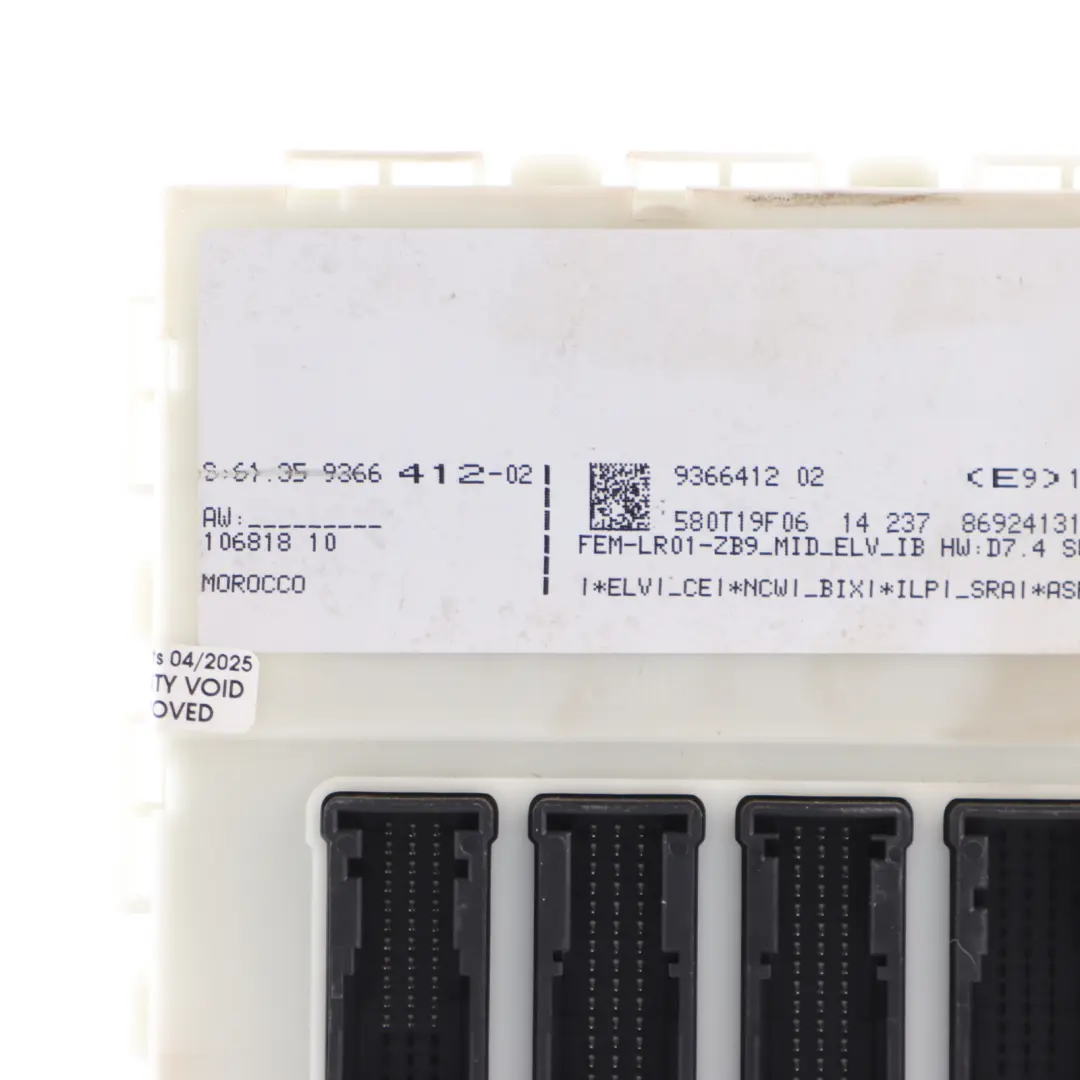 S:61.35 9366 412-02
AW:_________
106818 10
MOROCCO
9366412 02 <E9>1
580T19F06 14 237 86924131
FEM-LR01-ZB9_MID_ELV_IB HW:D7.4
|*ELV|_CE|*NCW|_BIX|*ILP|_SRA|*AS
's 04/2025
TY VOID
OVED